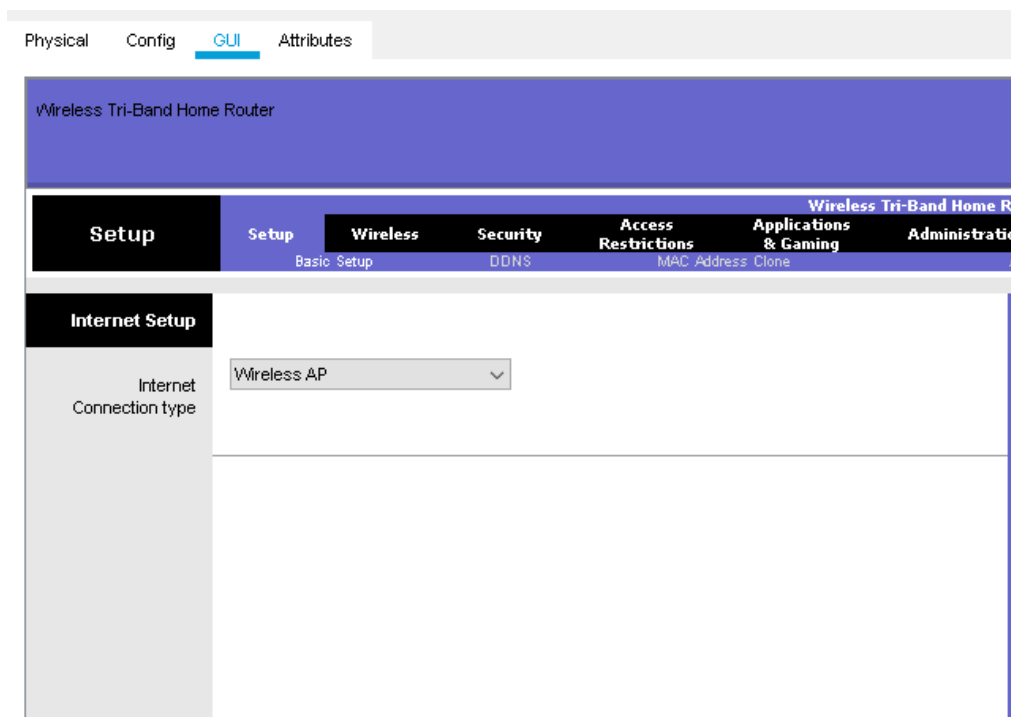 Physical Config GUI Attributes
Wireless Tri-Band Home Router
Wireless Tri-Band Home R
Setup
Setup Wireless Security Access Restrictions Applications & Gaming Administratio
Basic Setup DDNS MAC Address Clone
Internet Setup
Internet
Connection type
Wireless AP